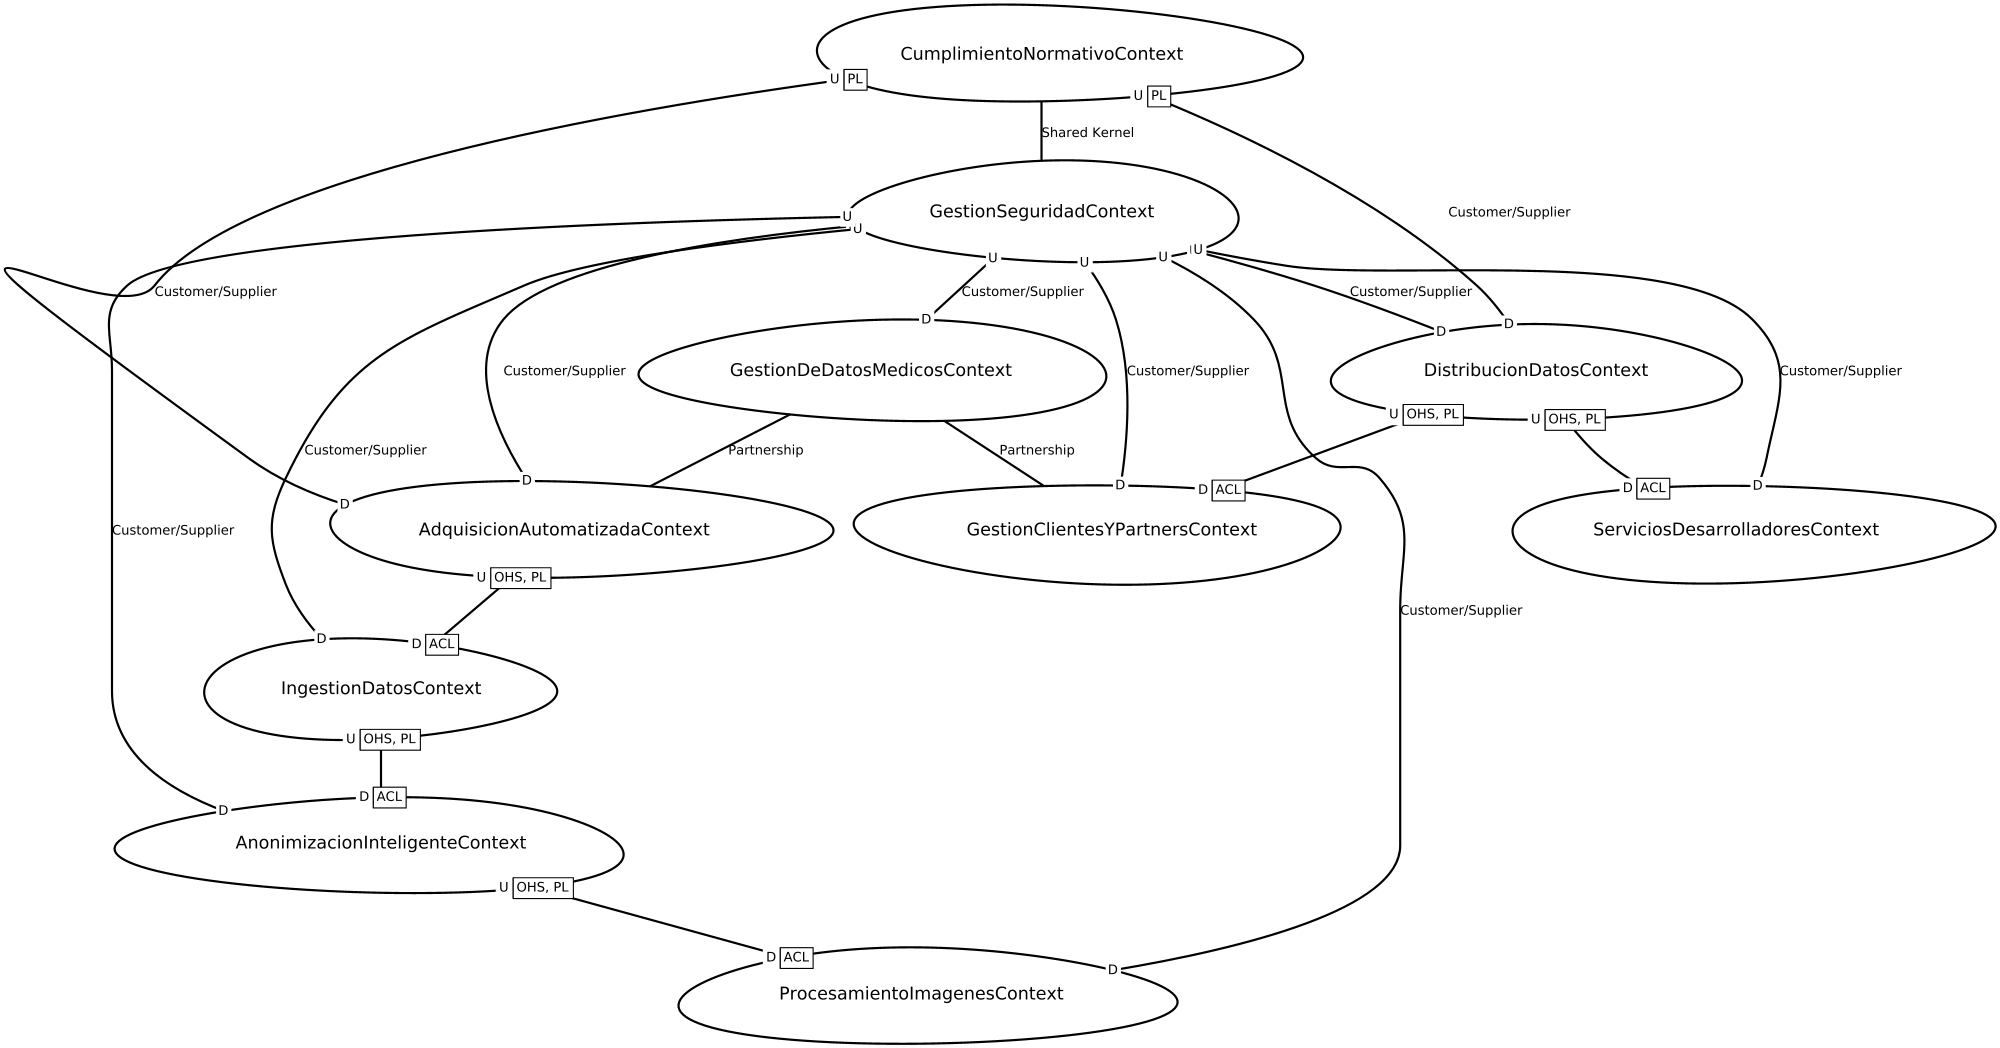 CumplimientoNormativoContext
U PL
U PL
Shared Kernel
Customer/Supplier
GestionSeguridadContext
U
U
U
U
U
U
Customer/Supplier
Customer/Supplier
Customer/Supplier
D
D
D
GestionDeDatosMedicosContext
DistribucionDatosContext
Customer/Supplier
Customer/Supplier
Customer/Supplier
U OHS, PL
U OHS, PL
Customer/Supplier
Partnership
Partnership
D
D
D
D ACL
D ACL
D
AdquisicionAutomatizadaContext
GestionClientesYPartnersContext
ServiciosDesarrolladoresContext
Customer/Supplier
U OHS, PL
Customer/Supplier
D
D ACL
IngestionDatosContext
U OHS, PL
D
D ACL
AnonimizacionInteligenteContext
U OHS, PL
D ACL
D
ProcesamientoImagenesContext